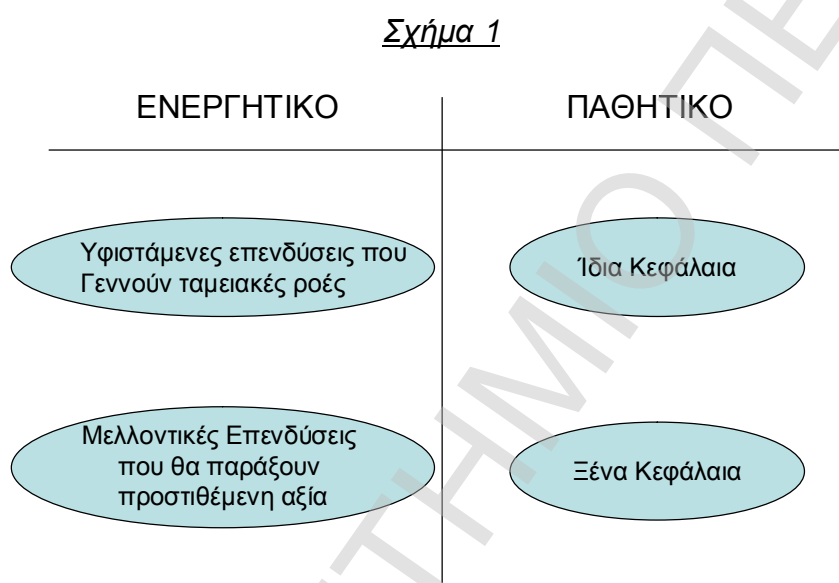 Σχήμα 1
ΕΝΕΡΓΗΤΙΚΟ
ΠΑΘΗΤΙΚΟ
Υφιστάμενες επενδύσεις που
Γεννούν ταμειακές ροές
Ίδια Κεφάλαια
Μελλοντικές Επενδύσεις
που θα παράξουν
προστιθέμενη αξία
Ξένα Κεφάλαια